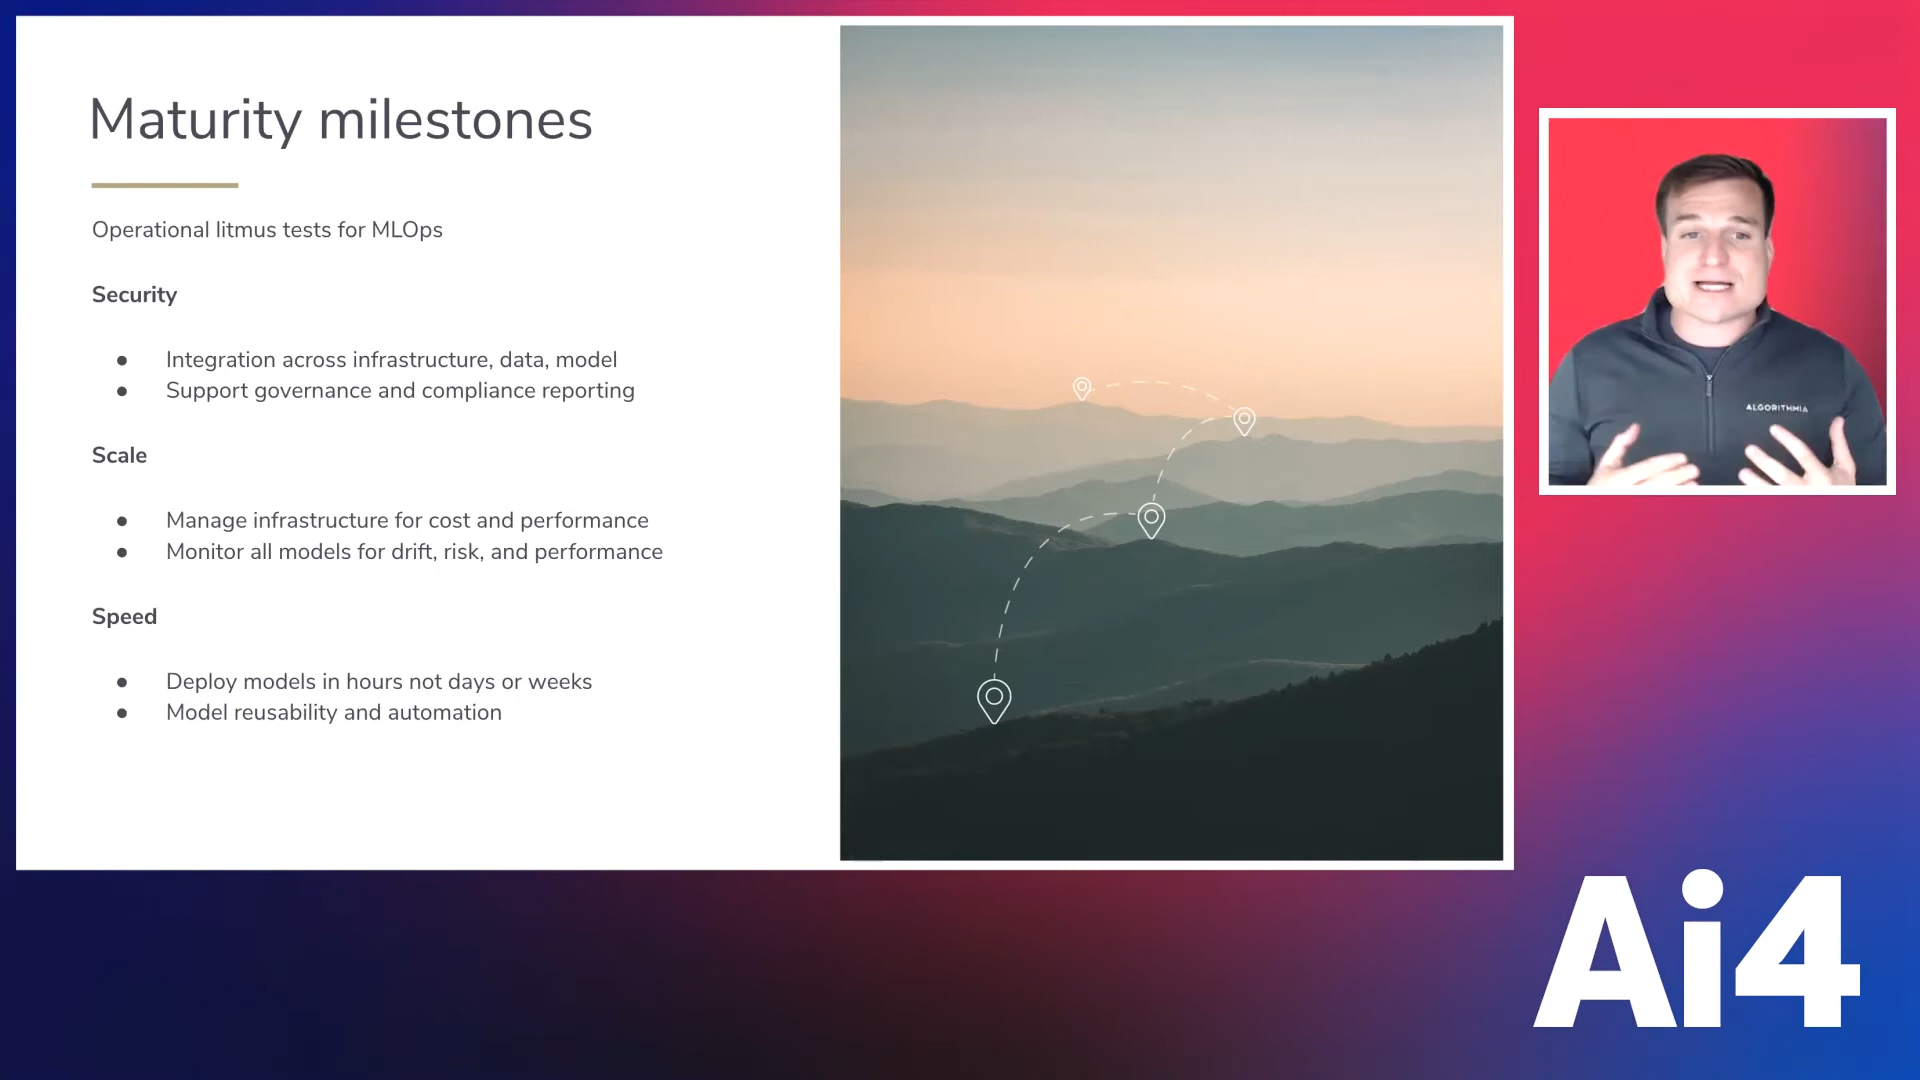 Maturity milestones
Operational litmus tests for MLOps
Security
● Integration across infrastructure, data, model
● Support governance and compliance reporting
Scale
● Manage infrastructure for cost and performance
● Monitor all models for drift, risk, and performance
Speed
● Deploy models in hours not days or weeks
● Model reusability and automation
ALGORITHMIA
Ai4